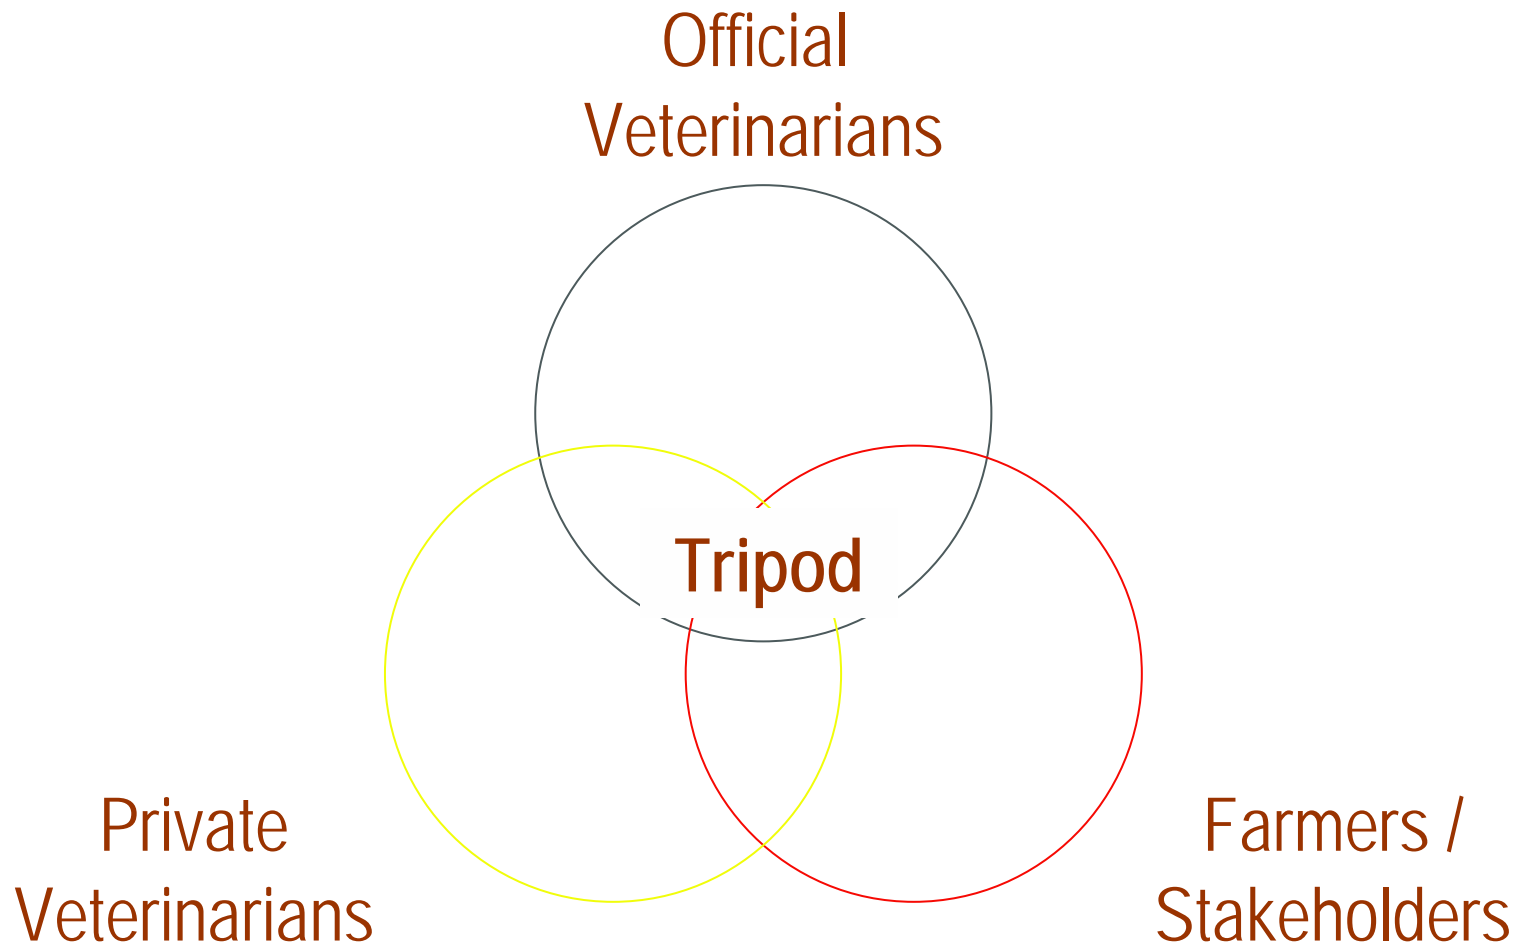 Official
Veterinarians
Tripod
Private
Veterinarians
Farmers /
Stakeholders